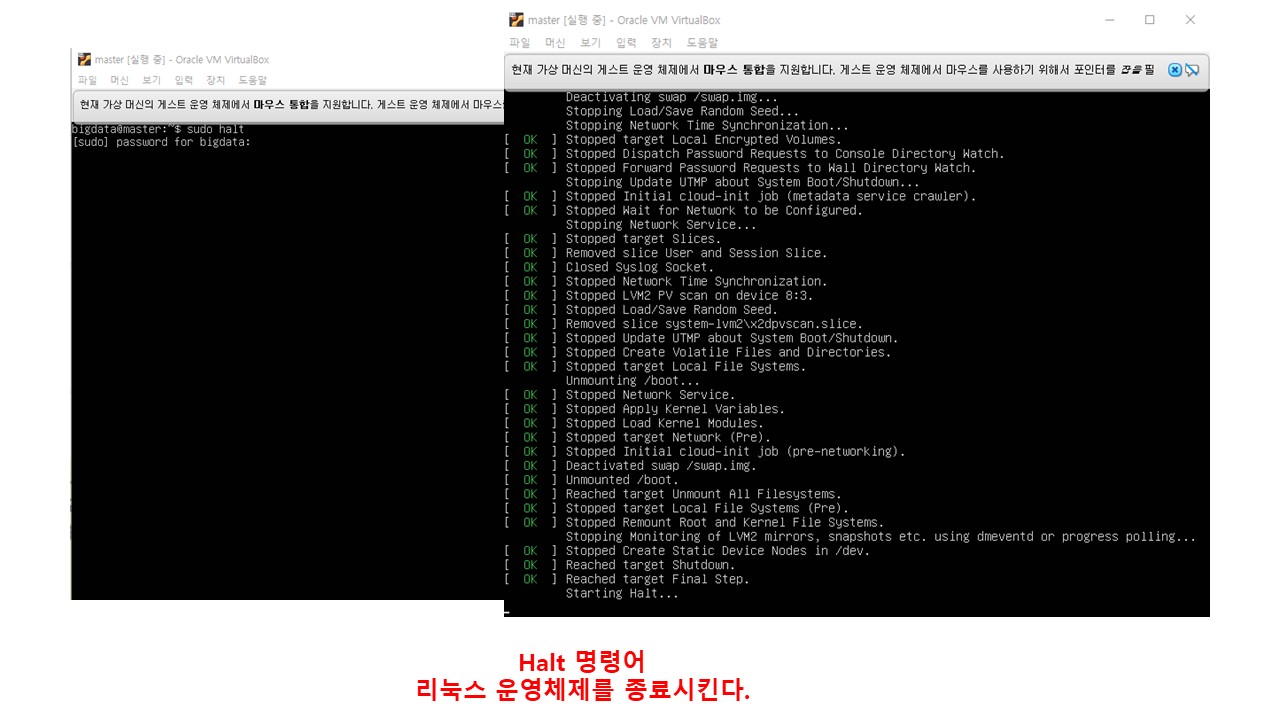 master [실행 중] - Oracle VM VirtualBox
파일 머신 보기 입력 장치 도움말
현재 가상 머신의 게스트 운영 체제에서 마우스 통합을 지원합니다. 게스트 운영 체제에서 마우스
bigdata@master:~$ sudo halt
[sudo] password for bigdata:
master [실행 중] - Oracle VM VirtualBox
파일 머신 보기 입력 장치 도움말
현재 가상 머신의 게스트 운영 체제에서 마우스 통합을 지원합니다. 게스트 운영 체제에서 마우스를 사용하기 위해서 포인터를 끄를 필
Deactivating swap /swap.img...
Stopping Load/Save Random Seed...
Stopping Network Time Synchronization...
[ OK ] Stopped target Local Encrypted Volumes.
[ OK ] Stopped Dispatch Password Requests to Console Directory Watch.
[ OK ] Stopped Forward Password Requests to Wall Directory Watch.
Stopping Update UTMP about System Boot/Shutdown...
[ OK ] Stopped Initial cloud-init job (metadata service crawler).
[ OK ] Stopped Wait for Network to be Configured.
Stopping Network Service...
[ OK ] Stopped target Slices.
[ OK ] Removed slice User and Session Slice.
[ OK ] Closed Syslog Socket.
[ OK ] Stopped Network Time Synchronization.
[ OK ] Stopped LVM2 PV scan on device 8:3.
[ OK ] Stopped Load/Save Random Seed.
[ OK ] Removed slice system-lvm2\x2dpvscan.slice.
[ OK ] Stopped Update UTMP about System Boot/Shutdown.
[ OK ] Stopped Create Volatile Files and Directories.
[ OK ] Stopped target Local File Systems.
Unmounting /boot...
[ OK ] Stopped Network Service.
[ OK ] Stopped Apply Kernel Variables.
[ OK ] Stopped Load Kernel Modules.
[ OK ] Stopped target Network (Pre).
[ OK ] Stopped Initial cloud-init job (pre-networking).
[ OK ] Deactivated swap /swap.img.
[ OK ] Unmounted /boot.
[ OK ] Reached target Unmount All Filesystems.
[ OK ] Stopped target Local File Systems (Pre).
[ OK ] Stopped Remount Root and Kernel File Systems.
Stopping Monitoring of LVM2 mirrors, snapshots etc. using dmeventd or progress polling...
[ OK ] Stopped Create Static Device Nodes in /dev.
[ OK ] Reached target Shutdown.
[ OK ] Reached target Final Step.
Starting Halt...
Halt 명령어
리눅스 운영체제를 종료시킨다.